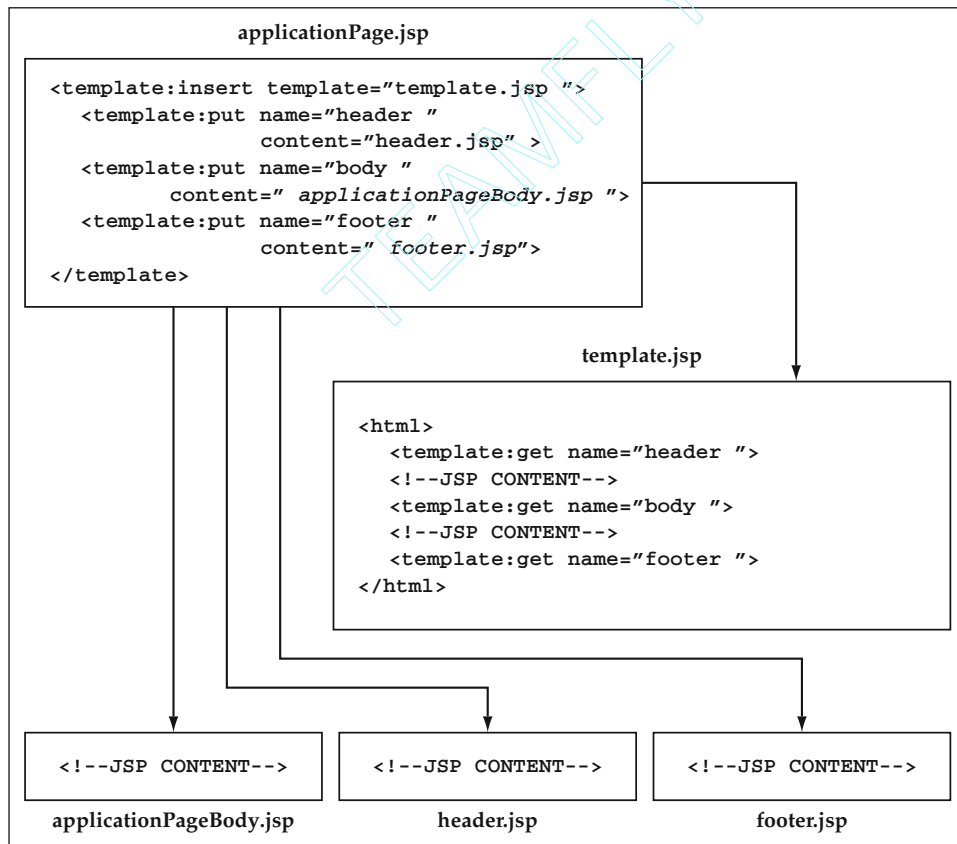 applicationPage.jsp
<template:insert template=”template.jsp ”>
<template:put name=”header ”
content=”header.jsp” >
<template:put name=”body ”
content=” applicationPageBody.jsp ”>
<template:put name=”footer ”
content=” footer.jsp”>
</template>
TEAMFLY
template.jsp
<html>
<template:get name=”header ”>
<!--JSP CONTENT-->
<template:get name=”body ”>
<!--JSP CONTENT-->
<template:get name=”footer ”>
</html>
<!--JSP CONTENT-->
<!--JSP CONTENT-->
<!--JSP CONTENT-->
applicationPageBody.jsp
header.jsp
footer.jsp